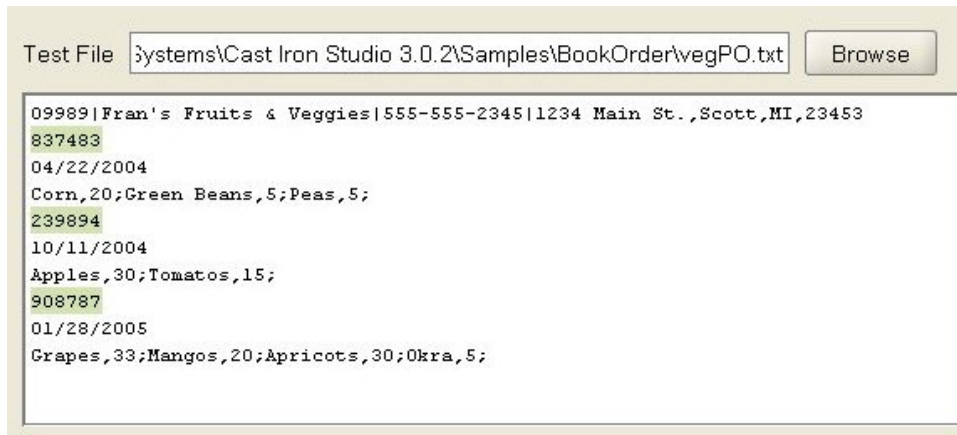 Test File Systems\Cast Iron Studio 3.0.2\Samples\BookOrder\vegPO.txt Browse
09989|Fran's Fruits & Veggies|555-555-2345|1234 Main St.,Scott,MI,23453
837483
04/22/2004
Corn,20;Green Beans,5;Peas,5;
239894
10/11/2004
Apples,30;Tomatos,15;
908787
01/28/2005
Grapes,33;Mangos,20;Apricots,30;Okra,5;